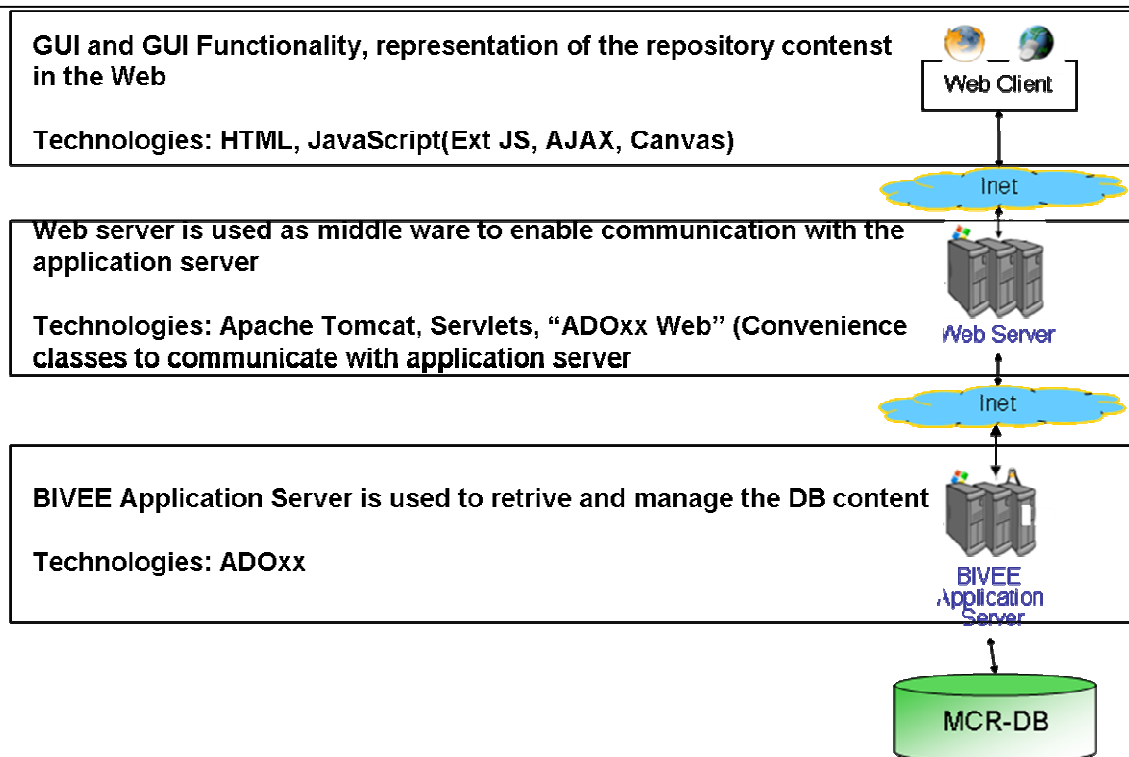 GUI and GUI Functionality, representation of the repository contenst
in the Web
Technologies: HTML, JavaScript(Ext JS, AJAX, Canvas)
Web Client
Inet
Web server is used as middle ware to enable communication with the
application server
Technologies: Apache Tomcat, Servlets, “ADOxx Web” (Convenience
classes to communicate with application server
Web Server
Inet
BIVEE Application Server is used to retrive and manage the DB content
Technologies: ADOxx
BIVEE
Application
Server
MCR-DB